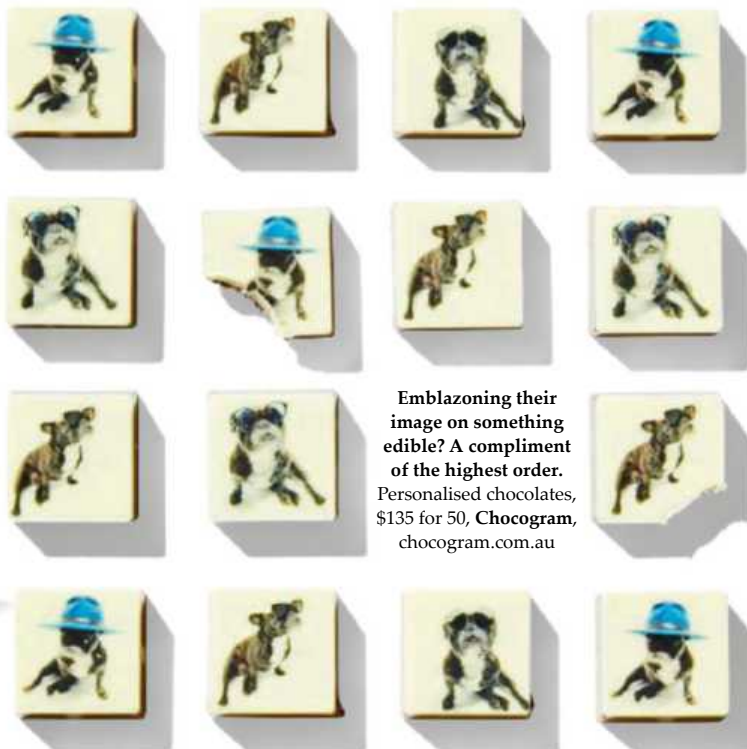 Emblazoning their
image on something
edible? A compliment
of the highest order.
Personalised chocolates,
$135 for 50, Chocogram,
chocogram.com.au